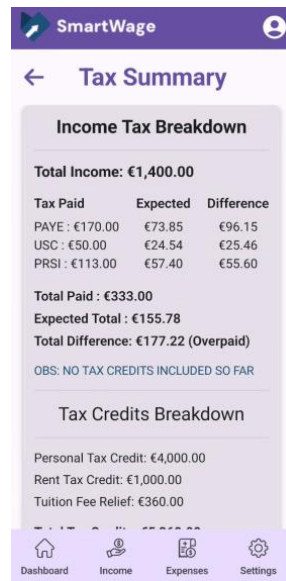 SmartWage
Tax Summary
Income Tax Breakdown
Total Income: €1,400.00
Tax Paid Expected Difference
PAYE : €170.00 €73.85 €96.15
USC : €50.00 €24.54 €25.46
PRSI : €113.00 €57.40 €55.60
Total Paid : €333.00
Expected Total : €155.78
Total Difference: €177.22 (Overpaid)
OBS: NO TAX CREDITS INCLUDED SO FAR
Tax Credits Breakdown
Personal Tax Credit: €4,000.00
Rent Tax Credit: €1,000.00
Tuition Fee Relief: €360.00
Dashboard Income Expenses Settings